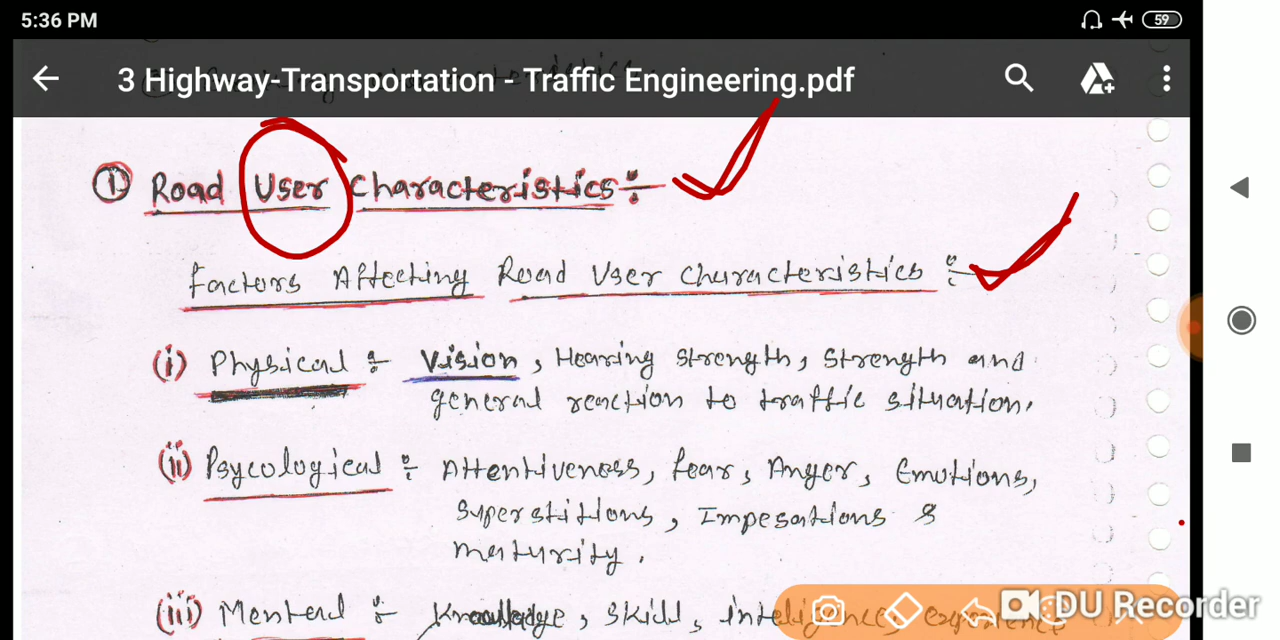 5:36 PM
59
3 Highway-Transportation - Traffic Engineering.pdf
① Road User Characteristics :-
Factors Affecting Road User Characteristics :-
(i) Physical :- Vision, Hearing strength, strength and
general reaction to traffic situation.
(ii) Psycological :- Attentiveness, fear, Anger, Emotions,
Superstitions, Impesations &
maturity.
(iii) Mental :- Knowledge, skill, inteligence, experience
DU Recorder